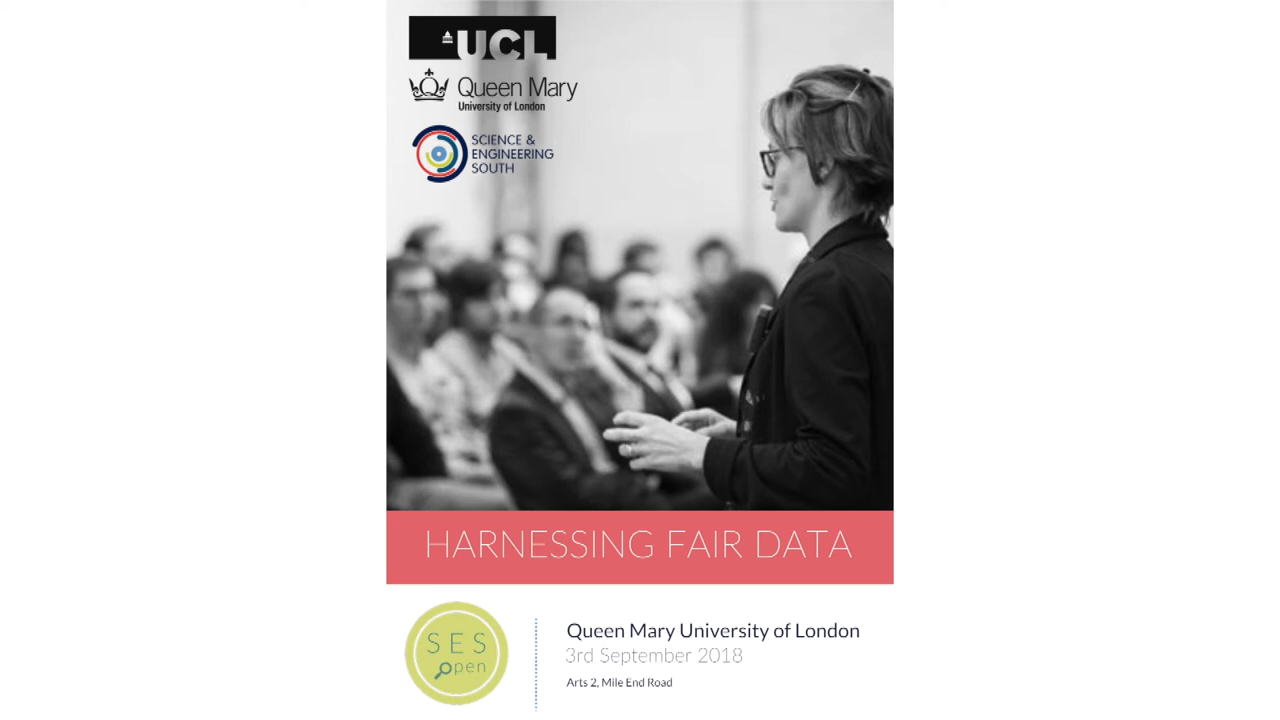 UCL
Queen Mary
University of London
SCIENCE &
ENGINEERING
SOUTH
HARNESSING FAIR DATA
SES
open
Queen Mary University of London
3rd September 2018
Arts 2, Mile End Road